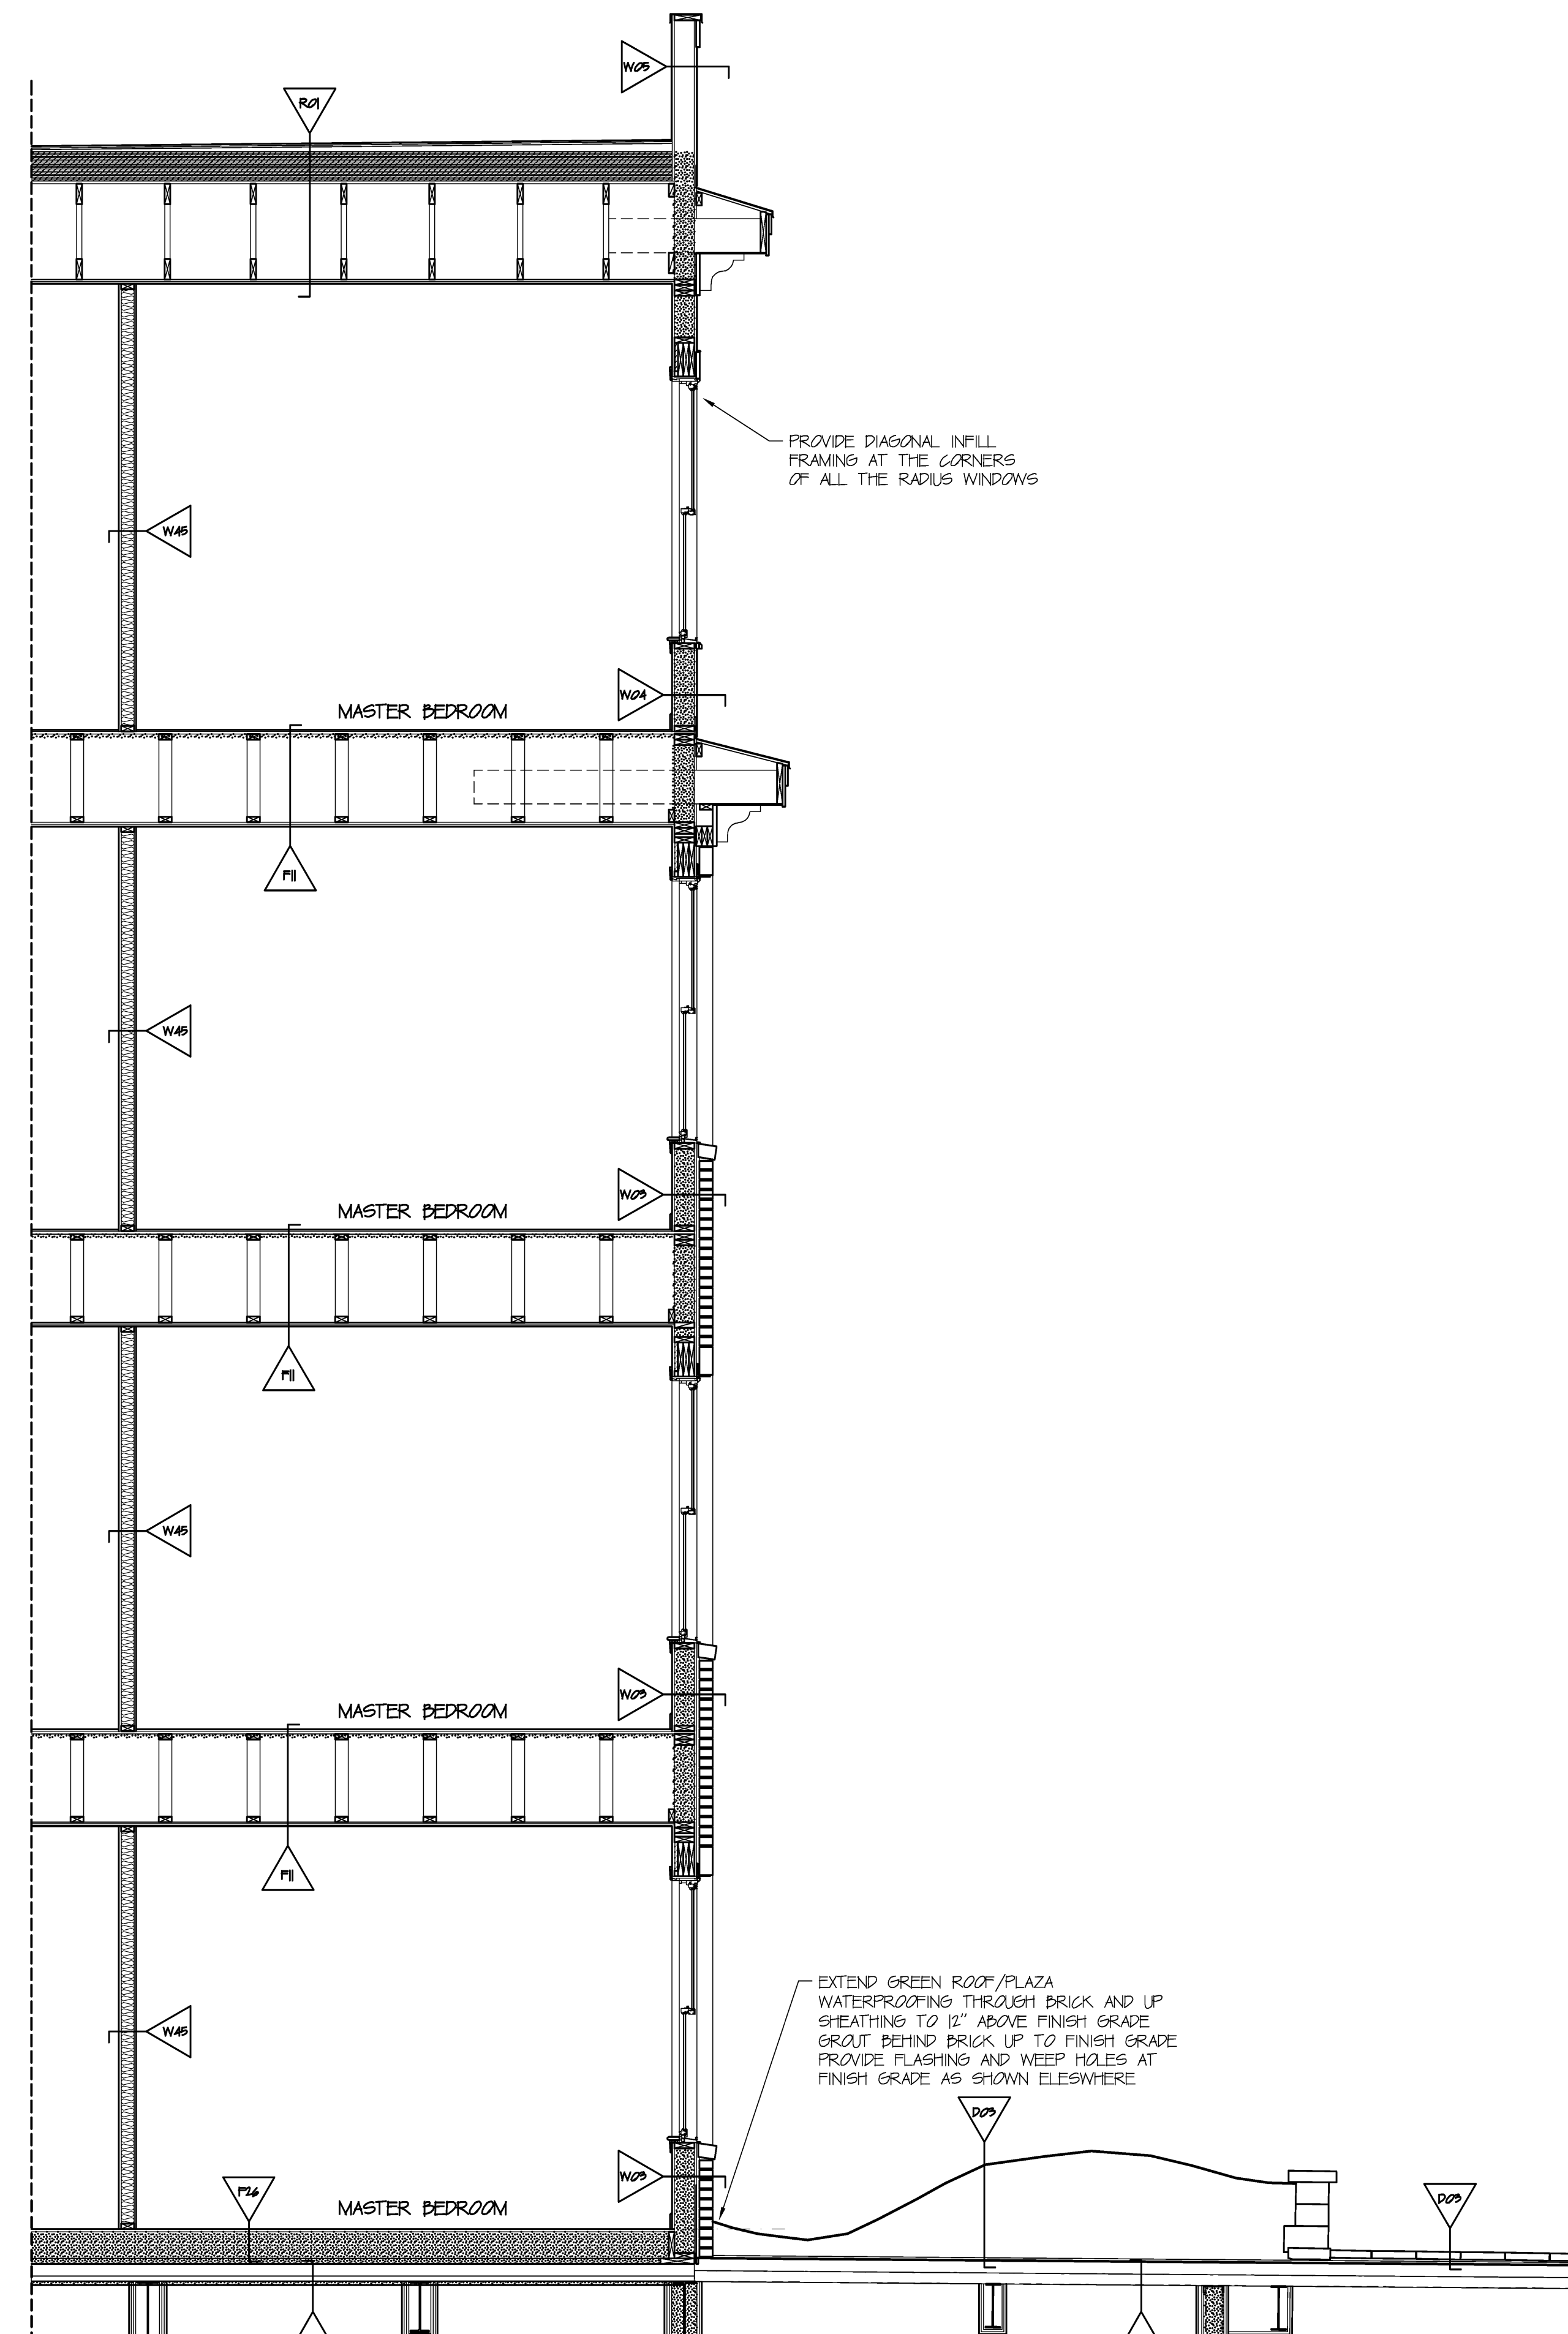 W05
R01
PROVIDE DIAGONAL INFILL
FRAMING AT THE CORNERS
OF ALL THE RADIUS WINDOWS
W45
W04
MASTER BEDROOM
F11
W45
W03
MASTER BEDROOM
F11
W45
W03
MASTER BEDROOM
F11
EXTEND GREEN ROOF/PLAZA
WATERPROOFING THROUGH BRICK AND UP
SHEATHING TO 12" ABOVE FINISH GRADE
GROUT BEHIND BRICK UP TO FINISH GRADE
PROVIDE FLASHING AND WEEP HOLES AT
FINISH GRADE AS SHOWN ELESWHERE
W45
D03
W03
F26
D03
MASTER BEDROOM